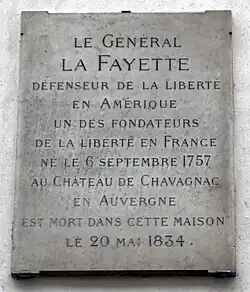 LE GÉNÉRAL
LA FAYETTE
DÉFENSEUR DE LA LIBERTÉ
EN AMÉRIQUE
UN DES FONDATEURS
DE LA LIBERTÉ EN FRANCE
NÉ LE 6 SEPTEMBRE 1757
AU CHÂTEAU DE CHAVAGNAC
EN AUVERGNE
EST MORT DANS CETTE MAISON
LE 20 MAI 1834.